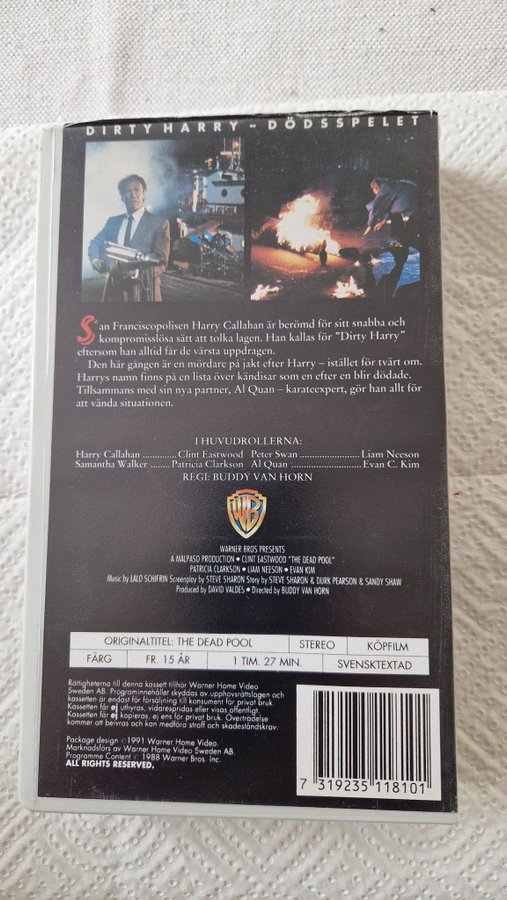 DIRTY HARRY – DÖDSSPELET
San Franciscopolisen Harry Callahan är berömd för sitt snabba och
kompromisslösa sätt att tolka lagen. Han kallas för "Dirty Harry"
eftersom han alltid får de värsta uppdragen.
Den här gången är en mördare på jakt efter Harry – istället för tvärt om.
Harrys namn finns på en lista över kändisar som en efter en blir dödade.
Tillsammans med sin nya partner, Al Quan – karateexpert, gör han allt för
att vända situationen.
I HUVUDROLLERNA:
Harry Callahan ............. Clint Eastwood Peter Swan ....................... Liam Neeson
Samantha Walker ....... Patricia Clarkson Al Quan ............................ Evan C. Kim
REGI: BUDDY VAN HORN
WB
WARNER BROS PRESENTS
A MALPASO PRODUCTION • CLINT EASTWOOD "THE DEAD POOL"
PATRICIA CLARKSON • LIAM NEESON • EVAN KIM
Music by LALO SCHIFRIN Screenplay by STEVE SHARON Story by STEVE SHARON & DURK PEARSON & SANDY SHAW
Produced by DAVID VALDES • Directed by BUDDY VAN HORN
ORIGINALTITEL: THE DEAD POOL STEREO KÖPFILM
FÄRG FR. 15 ÅR 1 TIM. 27 MIN. SVENSKTEXTAD
Rättigheterna till denna kassett tillhör Warner Home Video
Sweden AB. Programinnehållet skyddas av upphovsrättslagen och
kassetten är endast för försäljning till konsument för privat bruk.
Kassetten får ej uthyras, vidarespridas eller visas offentligt.
Kassetten får ej kopieras, ej ens för privat bruk. Överträdelse
kommer att beivras och kan medföra straff och skadeståndskrav.
Package design ©1991 Warner Home Video.
Marknadsförs av Warner Home Video Sweden AB.
Programme Content ©1988 Warner Bros. Inc.
ALL RIGHTS RESERVED.
7 319235 118101